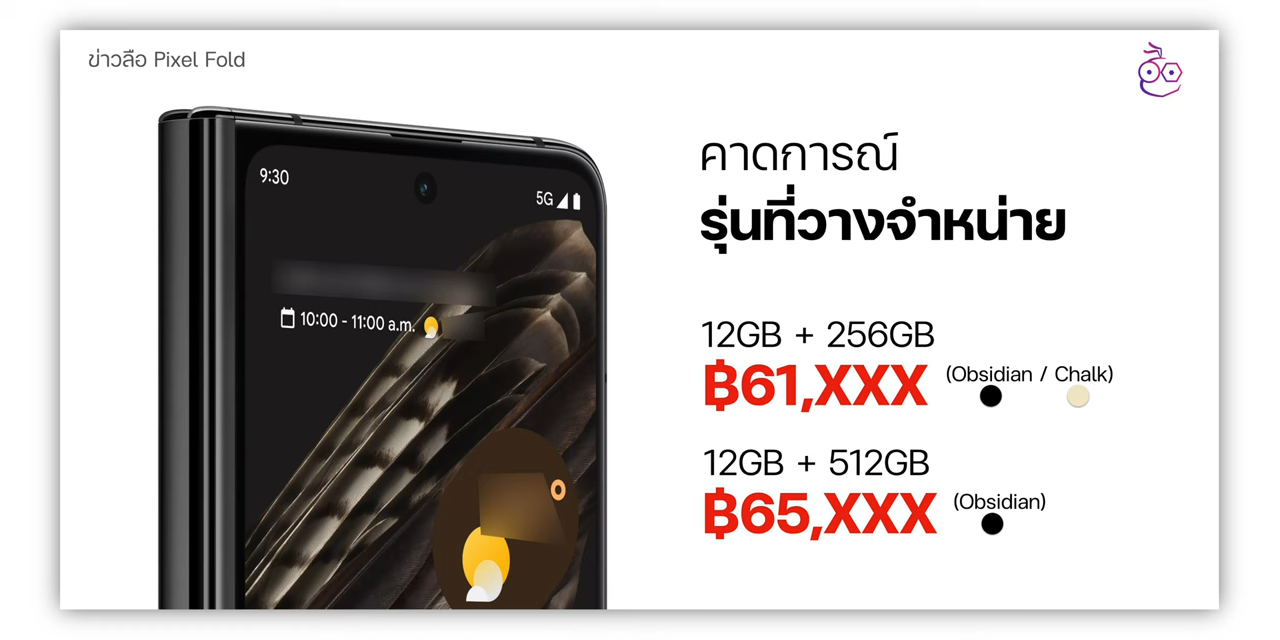 ข่าวลือ Pixel Fold
9:30
5G
10:00 - 11:00 a.m.
คาดการณ์
รุ่นที่วางจำหน่าย
12GB + 256GB
฿61,XXX (Obsidian / Chalk)
12GB + 512GB
฿65,XXX (Obsidian)